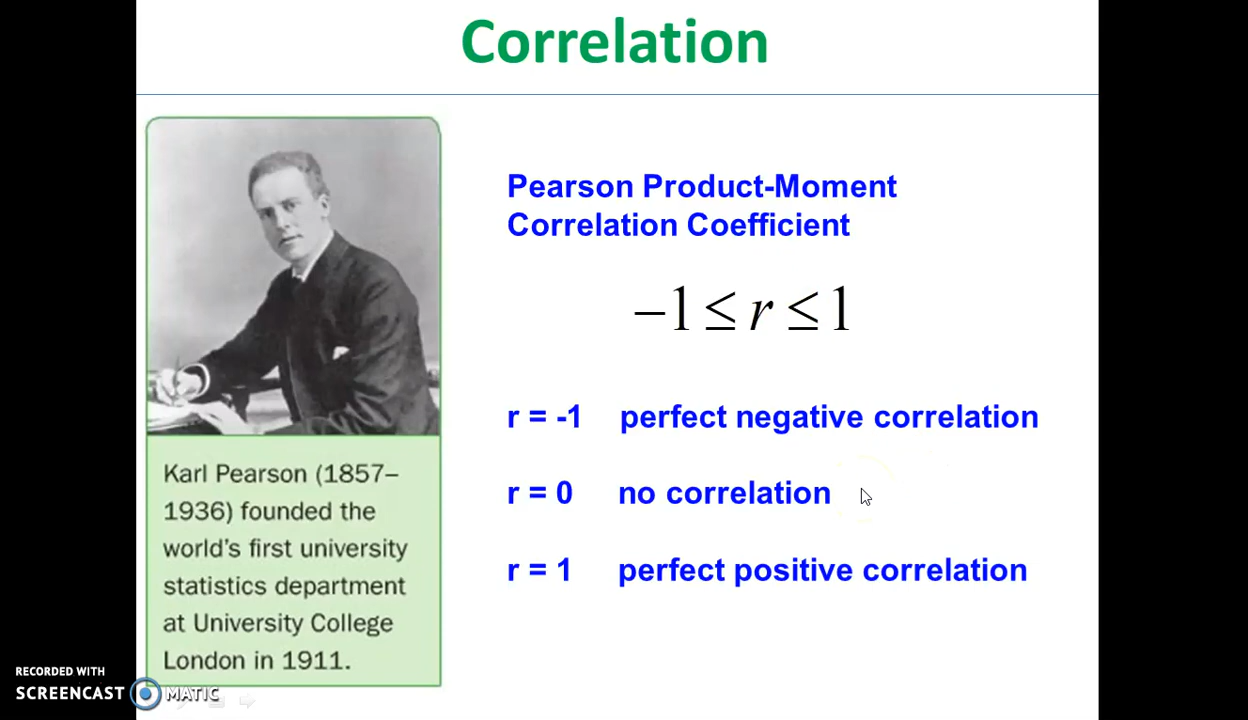 Correlation
Pearson Product-Moment
Correlation Coefficient
−1 ≤ r ≤ 1
r = -1 perfect negative correlation
r = 0 no correlation
r = 1 perfect positive correlation
Karl Pearson (1857–
1936) founded the
world's first university
statistics department
at University College
London in 1911.
RECORDED WITH
SCREENCAST MATIC